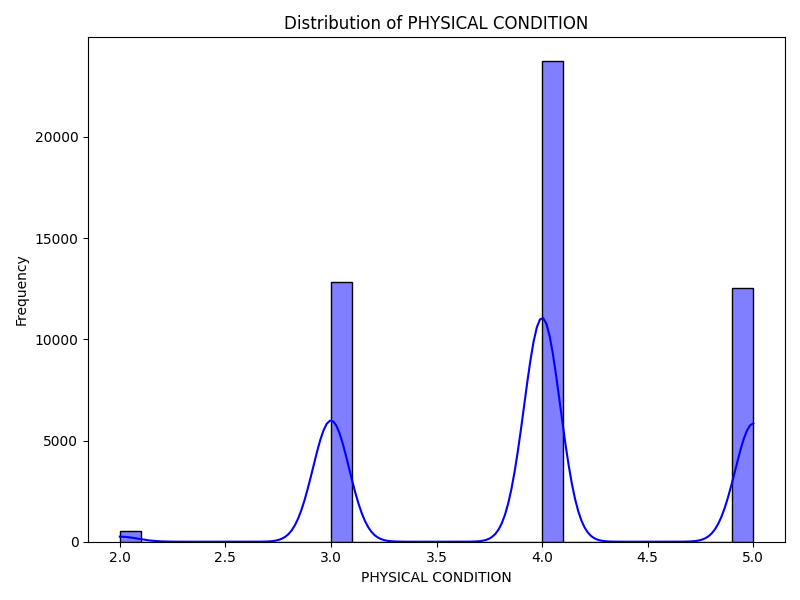 Distribution of PHYSICAL CONDITION
Frequency
20000
15000
10000
5000
0
2.0 2.5 3.0 3.5 4.0 4.5 5.0
PHYSICAL CONDITION